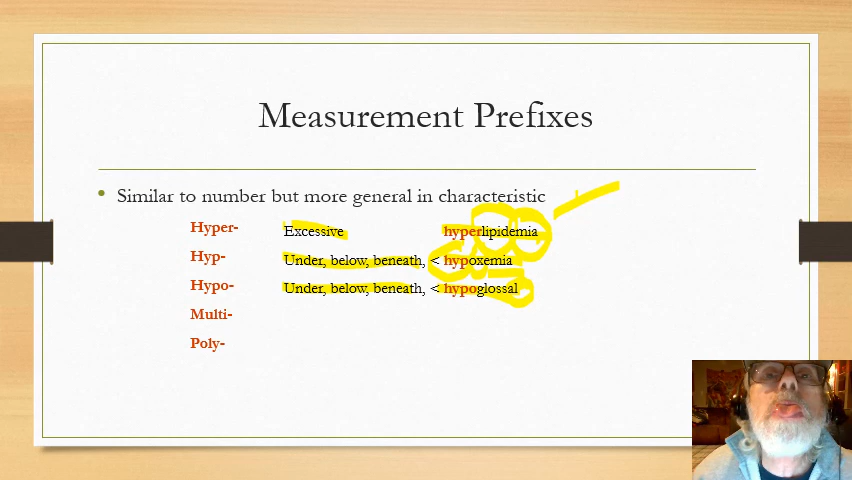 Measurement Prefixes
• Similar to number but more general in characteristic
Hyper- Excessive hyperlipidemia
Hyp- Under, below, beneath, < hypoxemia
Hypo- Under, below, beneath, < hypoglossal
Multi-
Poly-